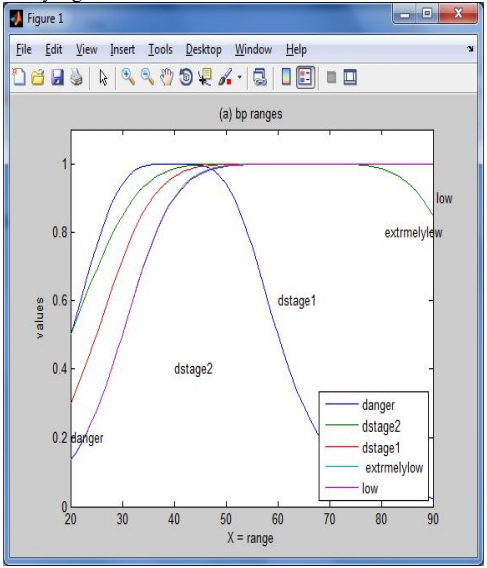 Figure 1
File Edit View Insert Tools Desktop Window Help
(a) bp ranges
values
1
0.8
0.6
0.4
0.2
0
low
extrmelylew
dstage1
dstage2
danger
danger
dstage2
dstage1
extrmelylow
low
20 30 40 50 60 70 80 90
X = range